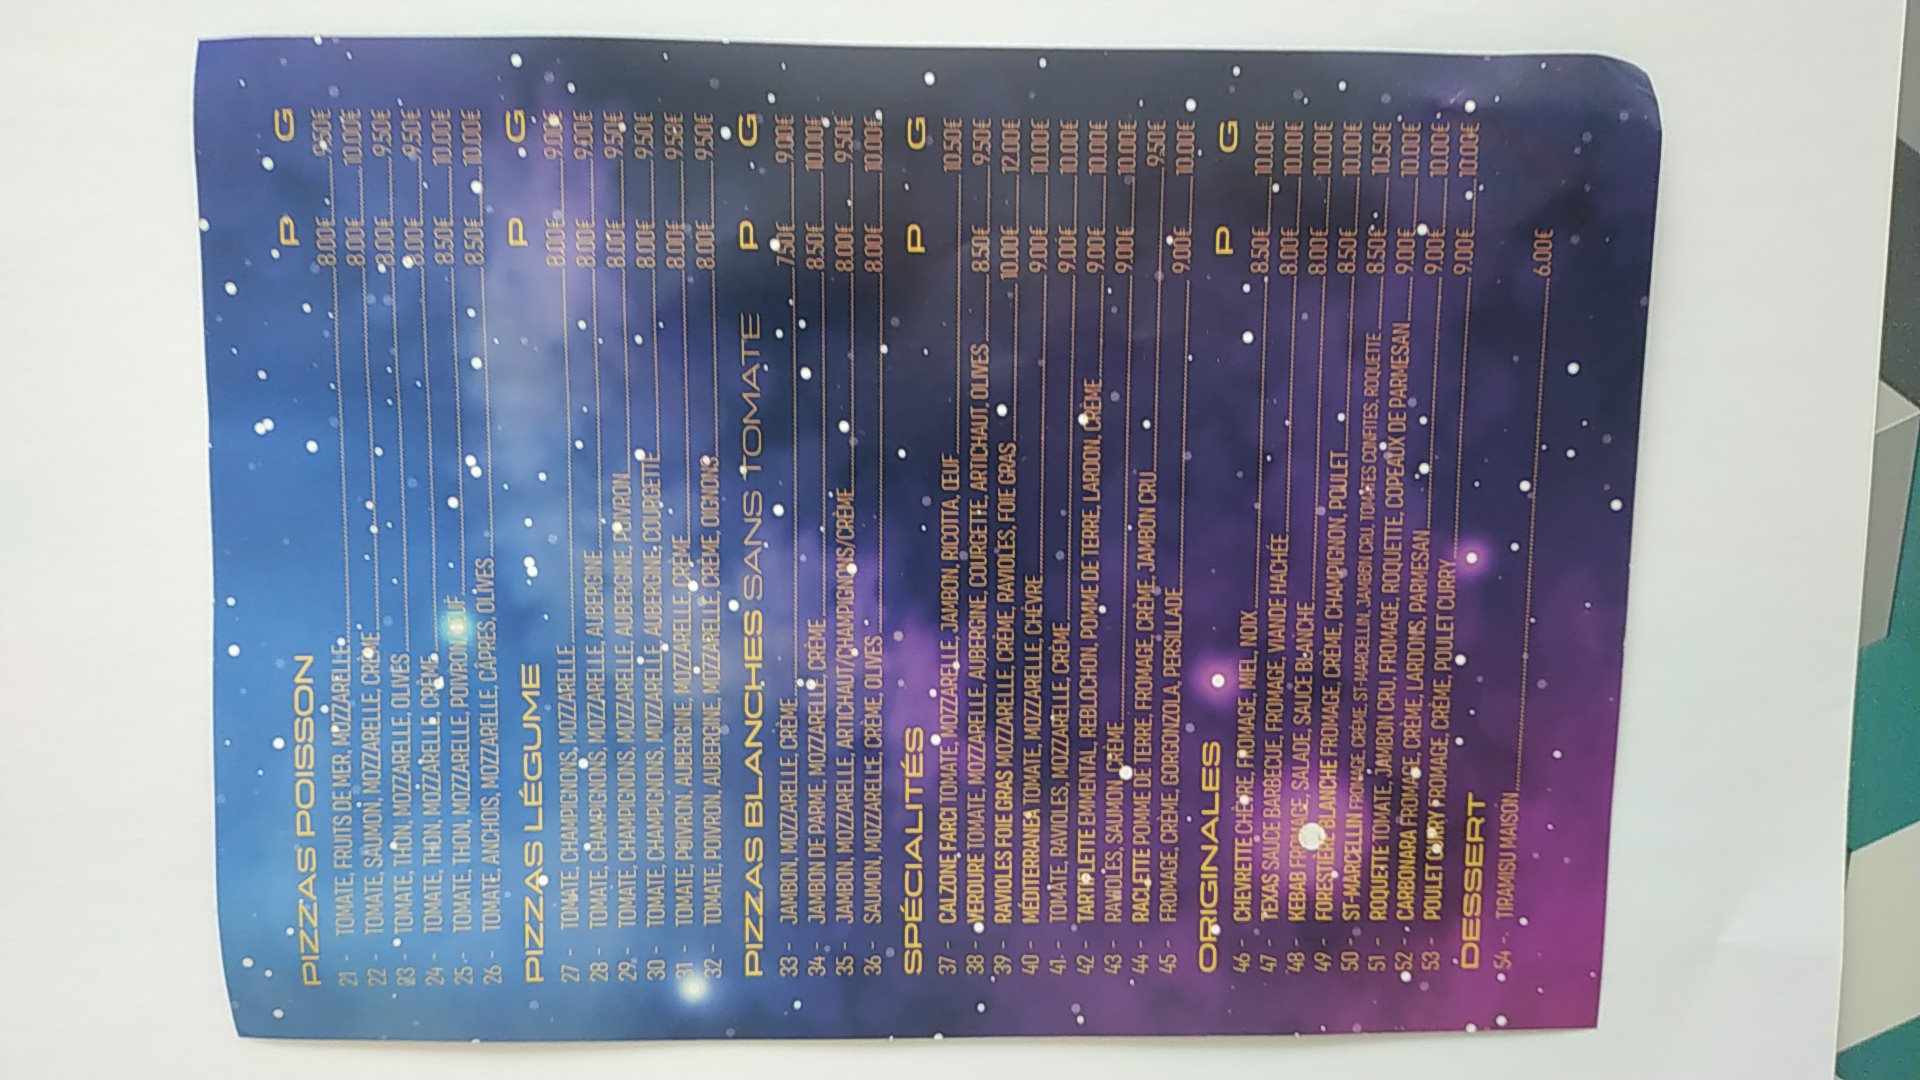 PIZZAS POISSON P G
21 - TOMATE, FRUITS DE MER, MOZZARELLE 8.00€ 9.50€
22 - TOMATE, SAUMON, MOZZARELLE, CRÈME 8.00€ 10.00€
23 - TOMATE, THON, MOZZARELLE, OLIVES 8.00€ 9.50€
24 - TOMATE, THON, MOZZARELLE, CRÈME 8.00€ 9.50€
25 - TOMATE, THON, MOZZARELLE, POIVRON, ŒUF 8.50€ 10.00€
26 - TOMATE, ANCHOIS, MOZZARELLE, CÂPRES, OLIVES 8.50€ 10.00€
PIZZAS LÉGUME P G
27 - TOMATE, CHAMPIGNONS, MOZZARELLE 8.00€ 9.00€
28 - TOMATE, CHAMPIGNONS, MOZZARELLE, AUBERGINE 8.00€ 9.00€
29 - TOMATE, CHAMPIGNONS, MOZZARELLE, AUBERGINE, POIVRON 8.00€ 9.50€
30 - TOMATE, CHAMPIGNONS, MOZZARELLE, AUBERGINE, COURGETTE 8.00€ 9.50€
31 - TOMATE, POIVRON, AUBERGINE, MOZZARELLE, CRÈME 8.00€ 9.50€
32 - TOMATE, POIVRON, AUBERGINE, MOZZARELLE, CRÈME, OIGNONS 8.00€ 9.50€
PIZZAS BLANCHES SANS TOMATE P G
33 - JAMBON, MOZZARELLE, CRÈME 7.50€ 9.00€
34 - JAMBON DE PARME, MOZZARELLE, CRÈME 8.50€ 10.00€
35 - JAMBON, MOZZARELLE, ARTICHAUT/CHAMPIGNONS/CRÈME 8.00€ 9.50€
36 - SAUMON, MOZZARELLE, CRÈME, OLIVES 8.00€ 10.00€
SPÉCIALITÉS P G
37 - CALZONE FARCI TOMATE, MOZZARELLE, JAMBON, RICOTTA, ŒUF 10.50€
38 - VERDURE TOMATE, MOZZARELLE, AUBERGINE, COURGETTE, ARTICHAUT, OLIVES 8.50€ 9.50€
39 - RAVIOLES FOIE GRAS MOZZARELLE, CRÈME, RAVIOLES, FOIE GRAS 10.00€ 12.00€
40 - MÉDITERRANÉA TOMATE, MOZZARELLE, CHÈVRE 9.00€ 10.00€
41 - TOMATE, RAVIOLES, MOZZARELLE, CRÈME 9.00€ 10.00€
42 - TARTIFLETTE EMMENTAL, REBLOCHON, POMME DE TERRE, LARDON, CRÈME 9.00€ 10.00€
43 - RAVIOLES, SAUMON, CRÈME 9.00€ 10.00€
44 - RACLETTE POMME DE TERRE, FROMAGE, CRÈME, JAMBON CRU 9.50€
45 - FROMAGE, CRÈME, GORGONZOLA, PERSILLADE 9.00€ 10.00€
ORIGINALES P G
46 - CHEVRETTE CHÈVRE, FROMAGE, MIEL, NOIX 8.50€ 10.00€
47 - TEXAS SAUCE BARBECUE, FROMAGE, VIANDE HACHÉE 8.00€ 10.00€
48 - KEBAB FROMAGE, SALADE, SAUCE BLANCHE 8.00€ 10.00€
49 - FORESTIÈRE BLANCHE FROMAGE, CRÈME, CHAMPIGNON, POULET 8.50€ 10.00€
50 - ST-MARCELLIN FROMAGE, CRÈME, ST-MARCELLIN, JAMBON CRU, TOMATES CONFITES, ROQUETTE 8.50€ 10.50€
51 - ROQUETTE TOMATE, JAMBON CRU, FROMAGE, ROQUETTE, COPEAUX DE PARMESAN 9.00€ 10.00€
52 - CARBONARA FROMAGE, CRÈME, LARDONS, PARMESAN 9.00€ 10.00€
53 - POULET CURRY FROMAGE, CRÈME, POULET CURRY 9.00€ 10.00€
DESSERT
54 - TIRAMISU MAISON 6.00€